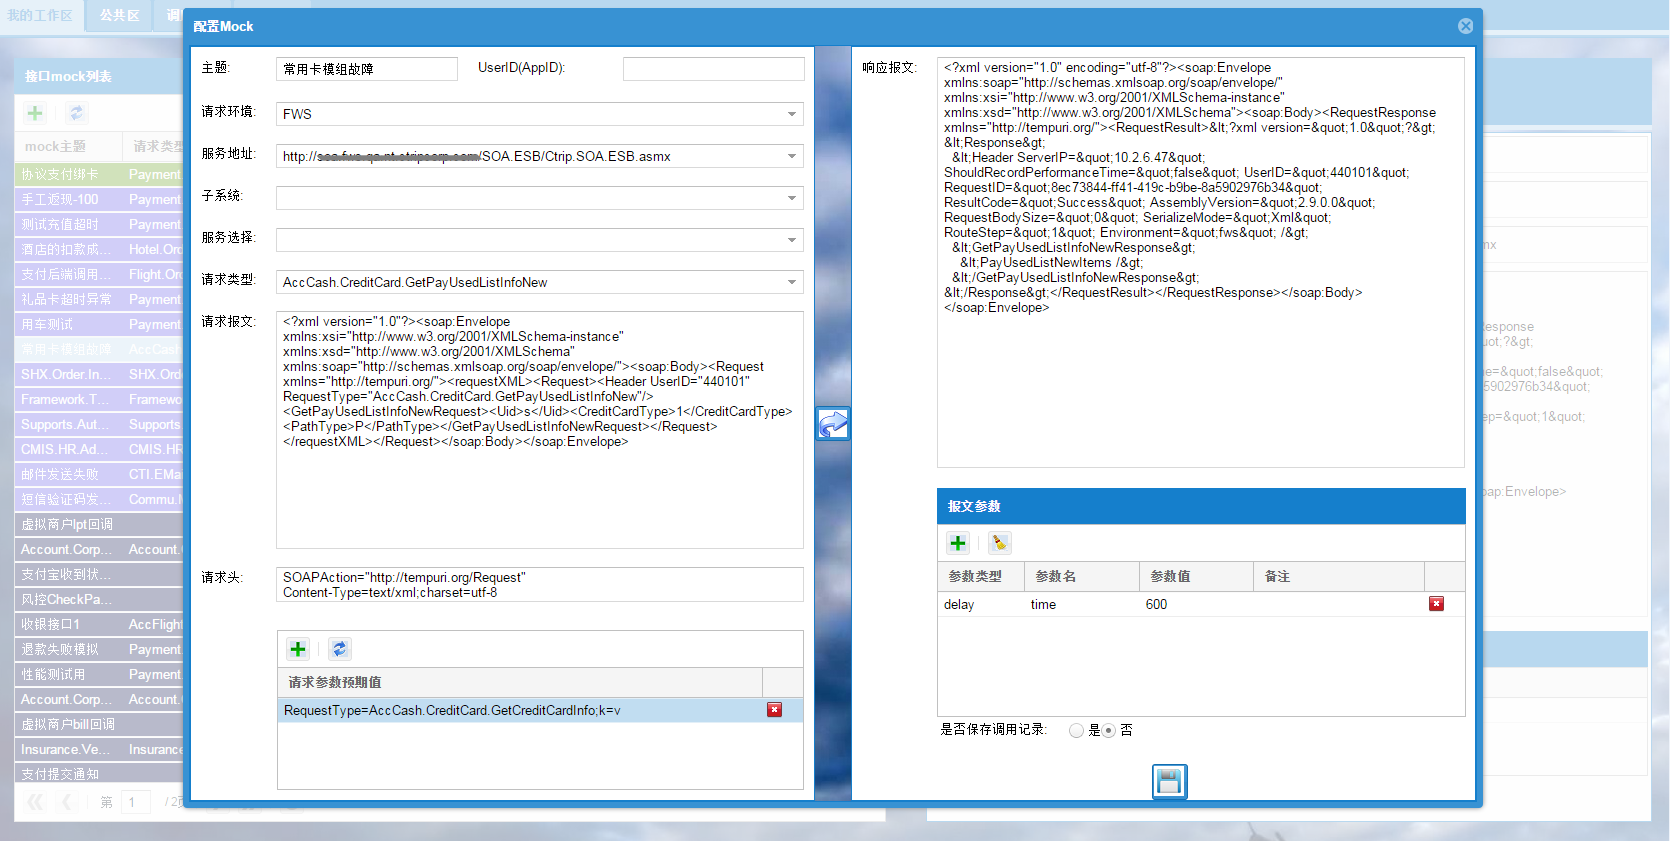 我的工作区
公共区
配置Mock
接口mock列表
mock主题
请求类型
协议支付绑卡 Payment.
手工返现-100 Payment.
测试充值超时 Payment.
酒店的扣款成... Hotel.Ord
支付后端调用... Flight.Or
礼品卡超时异常 Payment.
用车测试 Payment.
常用卡模组故障 AccCash
SHX.Order.In... SHX.Orde
Framework.T... Framewor
Supports.Aut... Supports.
CMIS.HR.Ad... CMIS.HR
邮件发送失败 CTI.EMai
短信验证码发... Commu.M
虚拟商户lpt回调
Account.Corp... Account.
支付宝收到状...
风控CheckPa...
收银接口1 AccFlight
退款失败模拟 Payment.
性能测试用 Payment.
Account.Corp... Account.
虚拟商户bill回调
Insurance.Ve... Insurance
支付提交通知
第 1 / 2页
主题: 常用卡模组故障 UserID(AppID):
请求环境: FWS
服务地址: http:// /SOA.ESB/Ctrip.SOA.ESB.asmx
子系统:
服务选择:
请求类型: AccCash.CreditCard.GetPayUsedListInfoNew
请求报文: <?xml version="1.0"?><soap:Envelope
xmlns:xsi="http://www.w3.org/2001/XMLSchema-instance"
xmlns:xsd="http://www.w3.org/2001/XMLSchema"
xmlns:soap="http://schemas.xmlsoap.org/soap/envelope/"><soap:Body><Request
xmlns="http://tempuri.org/"><requestXML><Request><Header UserID="440101"
RequestType="AccCash.CreditCard.GetPayUsedListInfoNew"/>
<GetPayUsedListInfoNewRequest><Uid>s</Uid><CreditCardType>1</CreditCardType>
<PathType>P</PathType></GetPayUsedListInfoNewRequest></Request>
</requestXML></Request></soap:Body></soap:Envelope>
请求头: SOAPAction="http://tempuri.org/Request"
Content-Type=text/xml;charset=utf-8
请求参数预期值
RequestType=AccCash.CreditCard.GetCreditCardInfo;k=v
响应报文: <?xml version="1.0" encoding="utf-8"?><soap:Envelope
xmlns:soap="http://schemas.xmlsoap.org/soap/envelope/"
xmlns:xsi="http://www.w3.org/2001/XMLSchema-instance"
xmlns:xsd="http://www.w3.org/2001/XMLSchema"><soap:Body><RequestResponse
xmlns="http://tempuri.org/"><RequestResult>&lt;?xml version=&quot;1.0&quot;?&gt;
&lt;Response&gt;
&lt;Header ServerIP=&quot;10.2.6.47&quot;
ShouldRecordPerformanceTime=&quot;false&quot; UserID=&quot;440101&quot;
RequestID=&quot;8ec73844-ff41-419c-b9be-8a5902976b34&quot;
ResultCode=&quot;Success&quot; AssemblyVersion=&quot;2.9.0.0&quot;
RequestBodySize=&quot;0&quot; SerializeMode=&quot;Xml&quot;
RouteStep=&quot;1&quot; Environment=&quot;fws&quot; /&gt;
&lt;GetPayUsedListInfoNewResponse&gt;
&lt;PayUsedListNewItems /&gt;
&lt;/GetPayUsedListInfoNewResponse&gt;
&lt;/Response&gt;</RequestResult></RequestResponse></soap:Body>
</soap:Envelope>
报文参数
参数类型 参数名 参数值 备注
delay time 600
是否保存调用记录: 是 否
mx
esponse
uot;?&gt;
ne=&quot;false&quot;
5902976b34&quot;
ep=&quot;1&quot;
oap:Envelope>